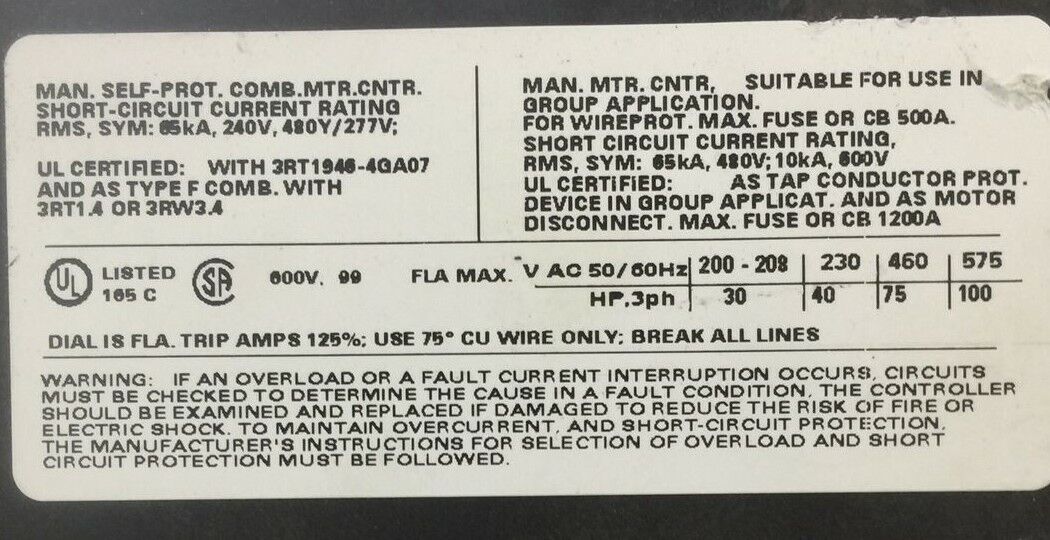 MAN. SELF-PROT. COMB.MTR.CNTR.
SHORT-CIRCUIT CURRENT RATING
RMS, SYM: 65kA, 240V, 480Y/277V;
UL CERTIFIED: WITH 3RT1946-4GA07
AND AS TYPE F COMB. WITH
3RT1.4 OR 3RW3.4
MAN. MTR. CNTR, SUITABLE FOR USE IN
GROUP APPLICATION.
FOR WIREPROT. MAX. FUSE OR CB 500A.
SHORT CIRCUIT CURRENT RATING,
RMS, SYM: 65kA, 480V; 10kA, 600V
UL CERTIFIED: AS TAP CONDUCTOR PROT.
DEVICE IN GROUP APPLICAT. AND AS MOTOR
DISCONNECT. MAX. FUSE OR CB 1200A
UL LISTED
165 C
SA
600V, 99 A FLA MAX. V AC 50/60Hz 200 - 208 230 460 575
HP,3ph 30 40 75 100
DIAL IS FLA. TRIP AMPS 125%; USE 75° CU WIRE ONLY; BREAK ALL LINES
WARNING: IF AN OVERLOAD OR A FAULT CURRENT INTERRUPTION OCCURS, CIRCUITS
MUST BE CHECKED TO DETERMINE THE CAUSE IN A FAULT CONDITION, THE CONTROLLER
SHOULD BE EXAMINED AND REPLACED IF DAMAGED TO REDUCE THE RISK OF FIRE OR
ELECTRIC SHOCK. TO MAINTAIN OVERCURRENT, AND SHORT-CIRCUIT PROTECTION,
THE MANUFACTURER'S INSTRUCTIONS FOR SELECTION OF OVERLOAD AND SHORT
CIRCUIT PROTECTION MUST BE FOLLOWED.